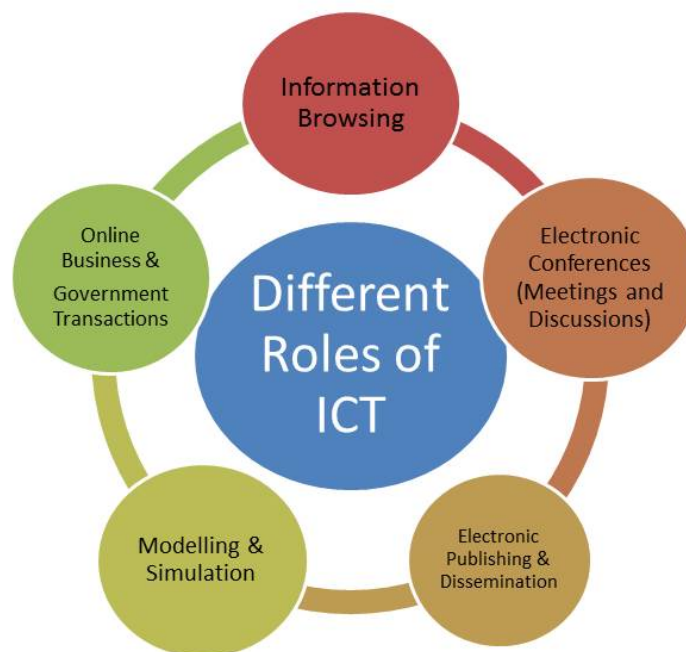 Information
Browsing
Electronic
Conferences
(Meetings and
Discussions)
Electronic
Publishing &
Dissemination
Modelling &
Simulation
Online
Business &
Government
Transactions
Different
Roles of
ICT